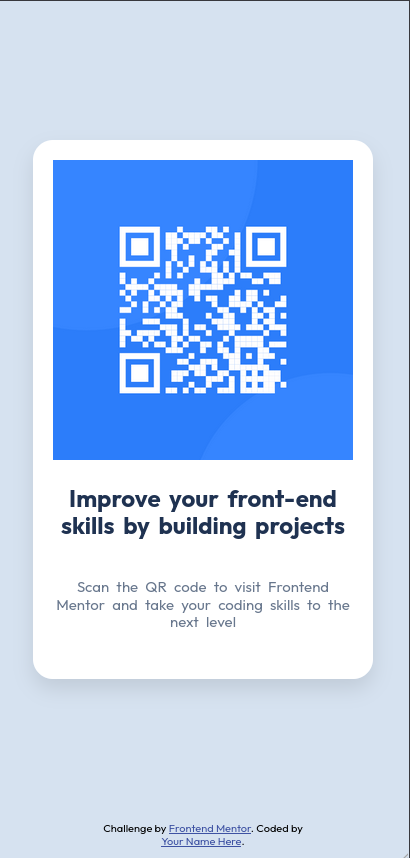 Improve your front-end
skills by building projects
Scan the QR code to visit Frontend
Mentor and take your coding skills to the
next level
Challenge by Frontend Mentor. Coded by
Your Name Here.